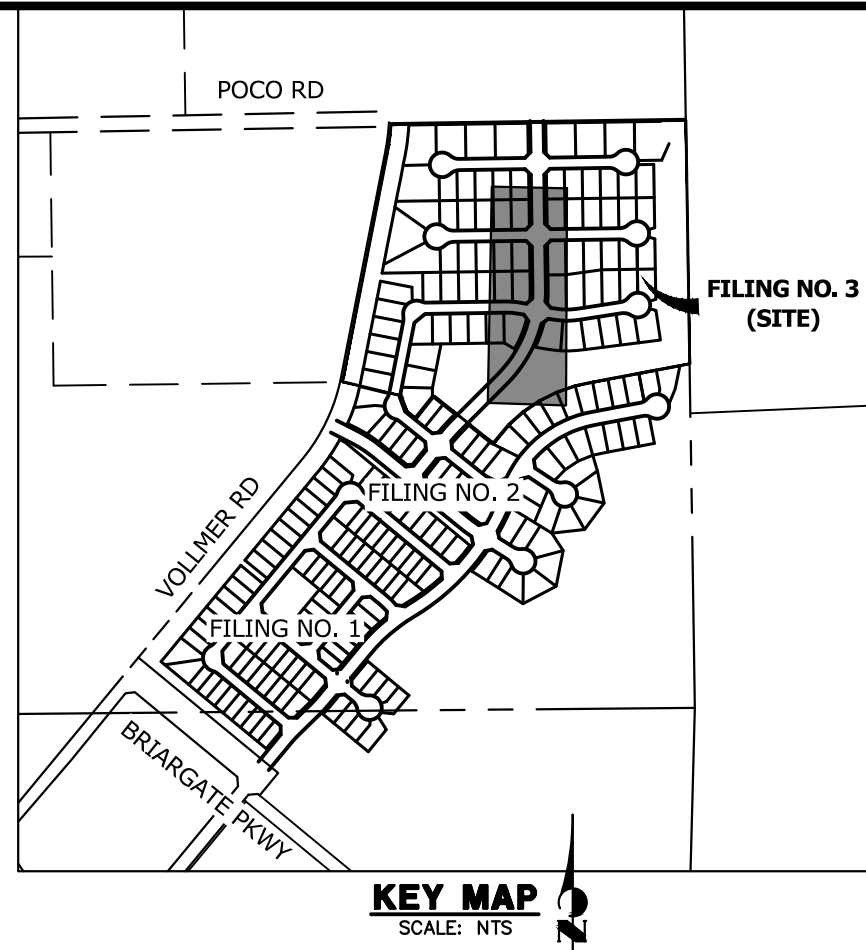 POCO RD
FILING NO. 3
(SITE)
FILING NO. 2
VOLLMER RD
FILING NO. 1
BRIARGATE PKWY
KEY MAP
SCALE: NTS
N